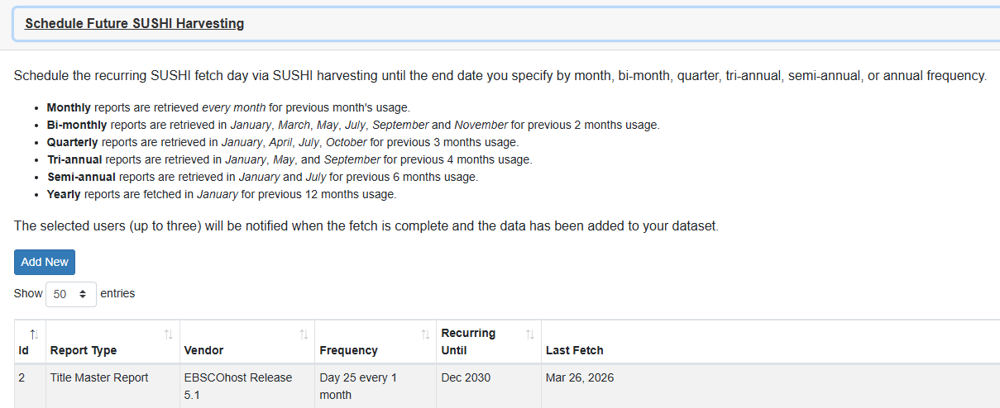 Schedule Future SUSHI Harvesting
Schedule the recurring SUSHI fetch day via SUSHI harvesting until the end date you specify by month, bi-month, quarter, tri-annual, semi-annual, or annual frequency.
• Monthly reports are retrieved every month for previous month's usage.
• Bi-monthly reports are retrieved in January, March, May, July, September and November for previous 2 months usage.
• Quarterly reports are retrieved in January, April, July, October for previous 3 months usage.
• Tri-annual reports are retrieved in January, May, and September for previous 4 months usage.
• Semi-annual reports are retrieved in January and July for previous 6 months usage.
• Yearly reports are fetched in January for previous 12 months usage.
The selected users (up to three) will be notified when the fetch is complete and the data has been added to your dataset.
Add New
Show 50 entries
Id Report Type Vendor Frequency Recurring Until Last Fetch
2 Title Master Report EBSCOhost Release 5.1 Day 25 every 1 month Dec 2030 Mar 26, 2026